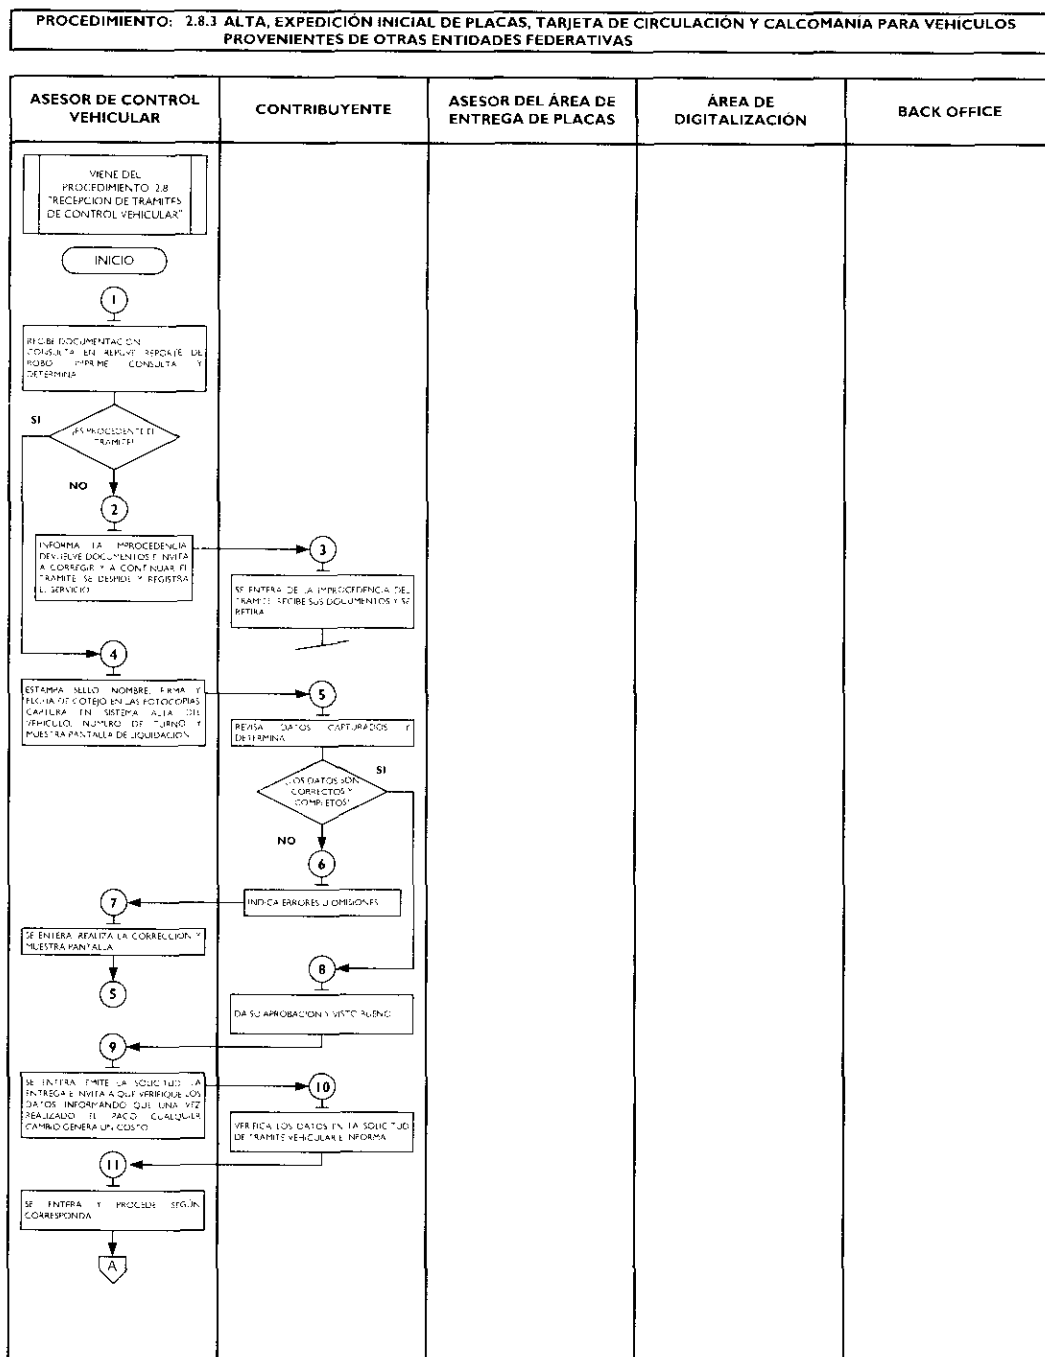 PROCEDIMIENTO: 2.8.3 ALTA, EXPEDICIÓN INICIAL DE PLACAS, TARJETA DE CIRCULACIÓN Y CALCOMANÍA PARA VEHÍCULOS
PROVENIENTES DE OTRAS ENTIDADES FEDERATIVAS
ASESOR DE CONTROL
VEHICULAR
CONTRIBUYENTE
ASESOR DEL ÁREA DE
ENTREGA DE PLACAS
ÁREA DE
DIGITALIZACIÓN
BACK OFFICE
VIENE DEL
PROCEDIMIENTO 2.8
"RECEPCION DE TRAMITES
DE CONTROL VEHICULAR"
INICIO
1
RECIBE DOCUMENTACION
CONSULTA EN REPUVE REPORTE DE
ROBO IMPRIME CONSULTA Y
DETERMINA
SI
¿ES PROCEDENTE EL
TRAMITE?
NO
2
INFORMA LA IMPROCEDENCIA
DEVUELVE DOCUMENTOS E INVITA
A CORREGIR Y A CONTINUAR EL
TRAMITE, SE DESPIDE Y REGISTRA
EL SERVICIO
3
SE ENTERA DE LA IMPROCEDENCIA DEL
TRAMITE RECIBE SUS DOCUMENTOS Y SE
RETIRA
4
ESTAMPA SELLO NOMBRE, FIRMA Y
FECHA DE COTEJO EN LAS FOTOCOPIAS
CAPTURA EN SISTEMA ALTA DEL
VEHICULO, NUMERO DE TURNO Y
MUESTRA PANTALLA DE LIQUIDACION
5
REVISA DATOS CAPTURADOS Y
DETERMINA
SI
¿LOS DATOS SON
CORRECTOS Y
COMPLETOS?
NO
6
INDICA ERRORES U OMISIONES
7
SE ENTERA REALIZA LA CORRECCION Y
MUESTRA PANTALLA
5
8
DA SU APROBACION Y VISTO BUENO
9
SE ENTERA EMITE LA SOLICITUD LA
ENTREGA E INVITA A QUE VERIFIQUE LOS
DATOS INFORMANDO QUE UNA VEZ
REALIZADO EL PAGO CUALQUIER
CAMBIO GENERA UN COSTO
10
VERIFICA LOS DATOS EN LA SOLICITUD
DE TRAMITE VEHICULAR E INFORMA
11
SE ENTERA Y PROCEDE SEGÚN
CORRESPONDA
A